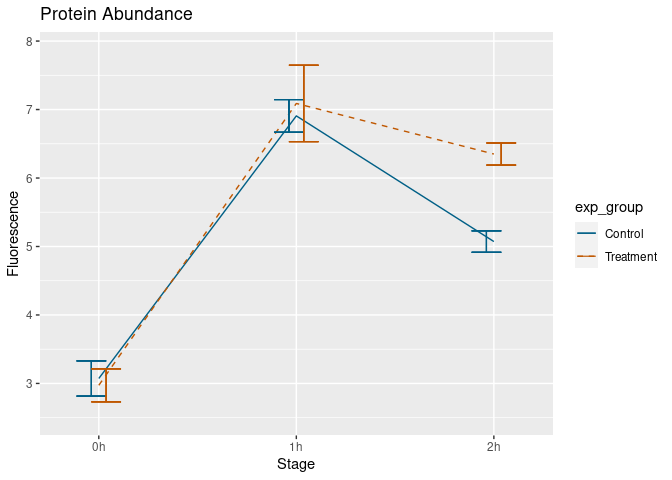 Protein Abundance
8
7
6
5
4
3
Fluorescence
0h
1h
2h
Stage
exp_group
Control
Treatment